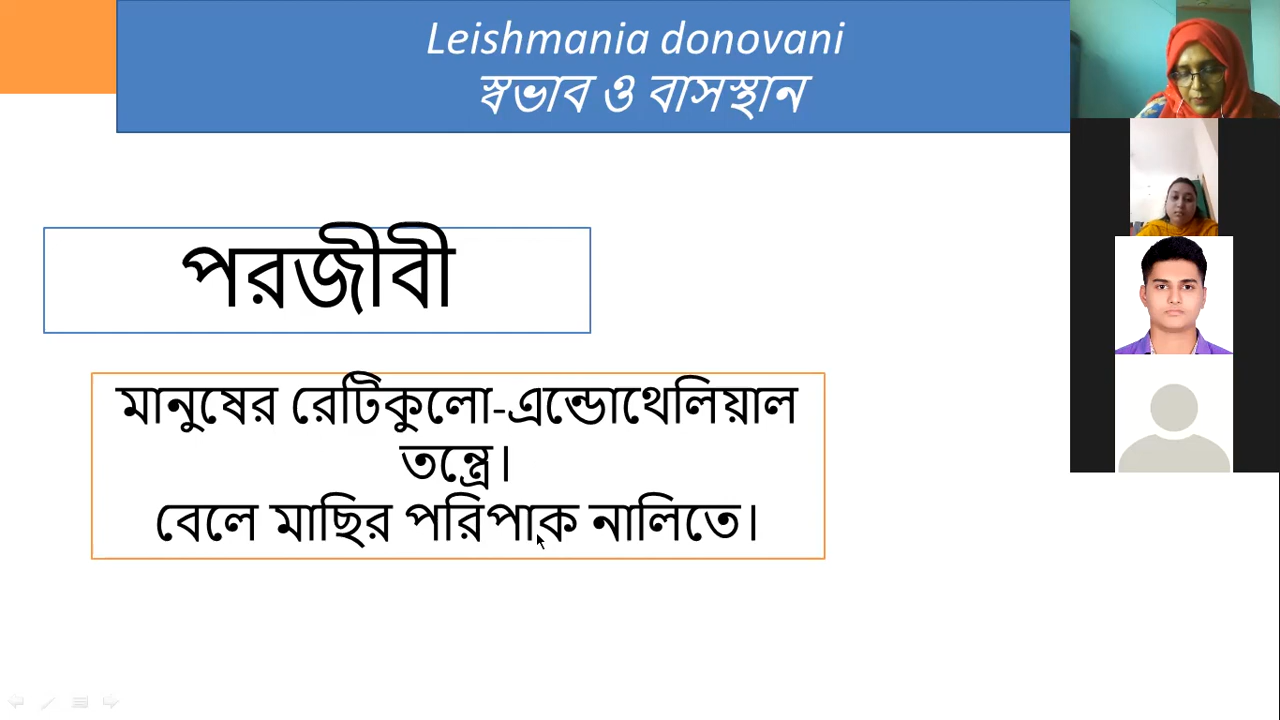 Leishmania donovani
স্বভাব ও বাসস্থান
পরজীবী
মানুষের রেটিকুলো-এন্ডোথেলিয়াল
তন্ত্রে।
বেলে মাছির পরিপাক নালিতে।